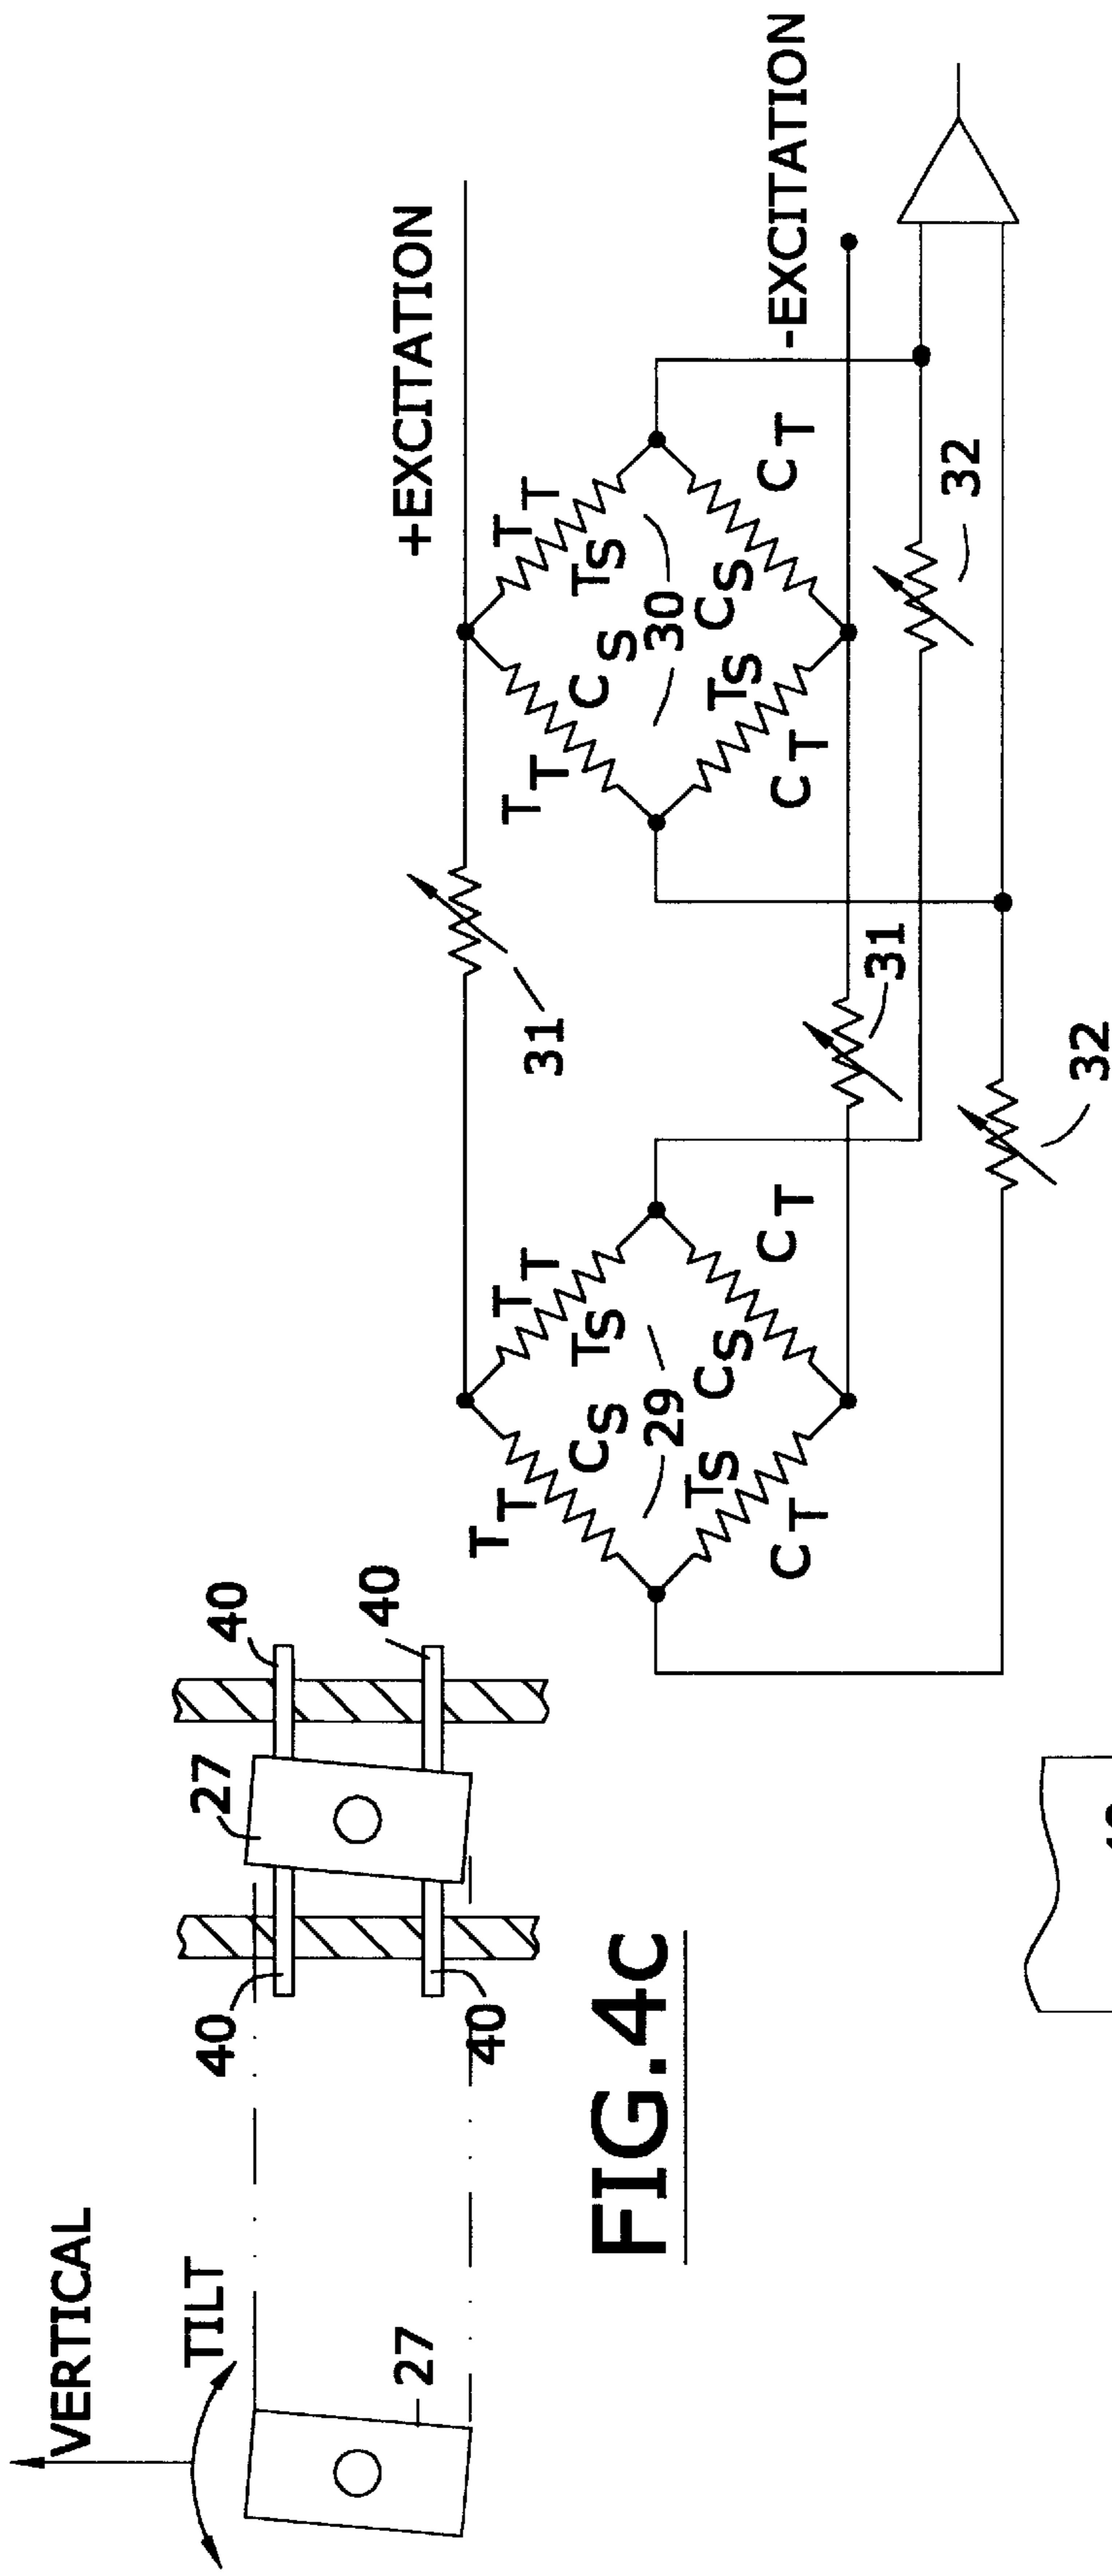 VERTICAL
TILT
27
27
40
40
40
40
FIG.4c
+EXCITATION
-EXCITATION
31
31
32
32
TT
CS
TS
TT
29
TS
CS
CT
CT
TT
CS
TS
TT
30
TS
CS
CT
CT